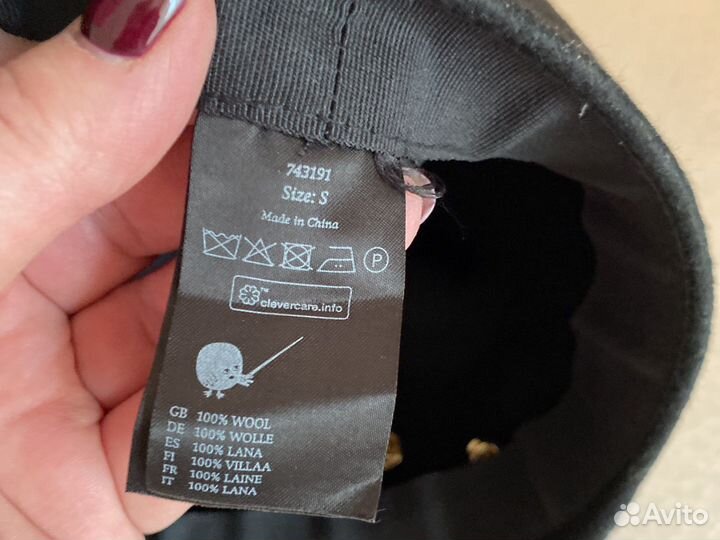 743191
Size: S
Made in China
P
clevercare.info
GB 100% WOOL
DE 100% WOLLE
ES 100% LANA
FI 100% VILLAA
FR 100% LAINE
IT 100% LANA
Avito